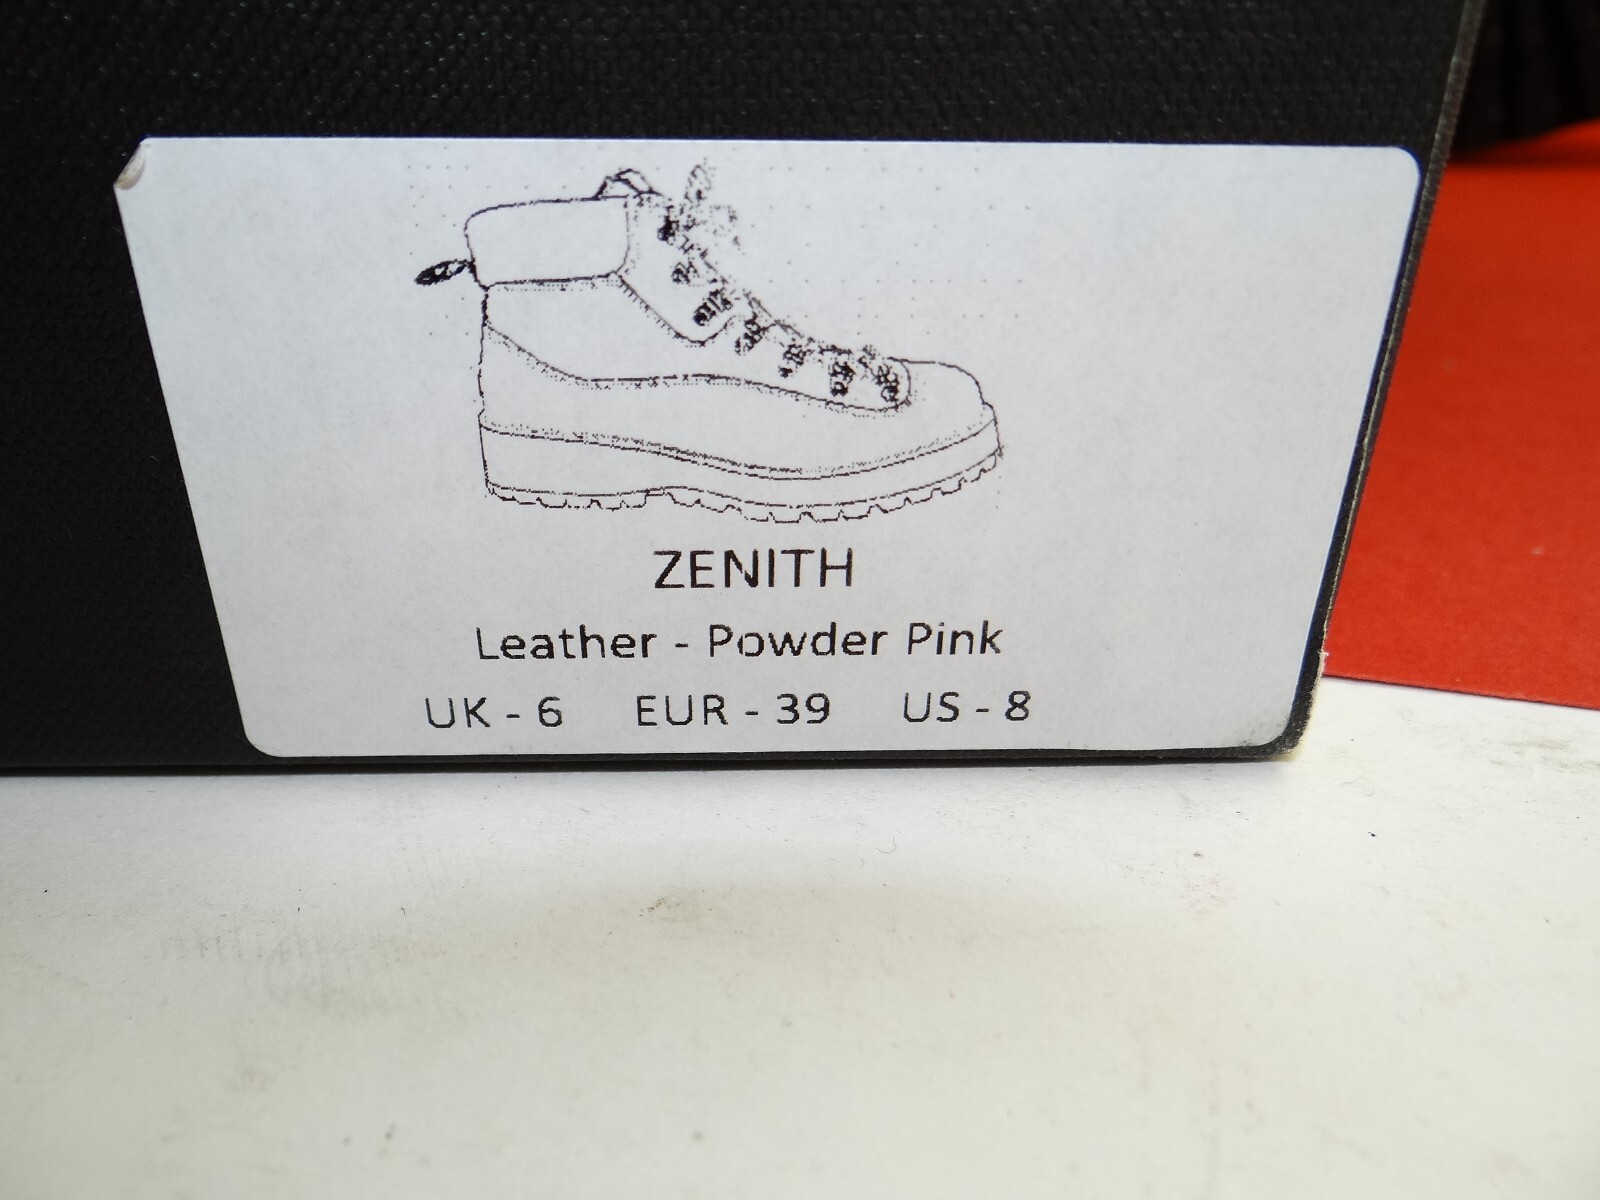 ZENITH
Leather - Powder Pink
UK - 6 EUR - 39 US - 8